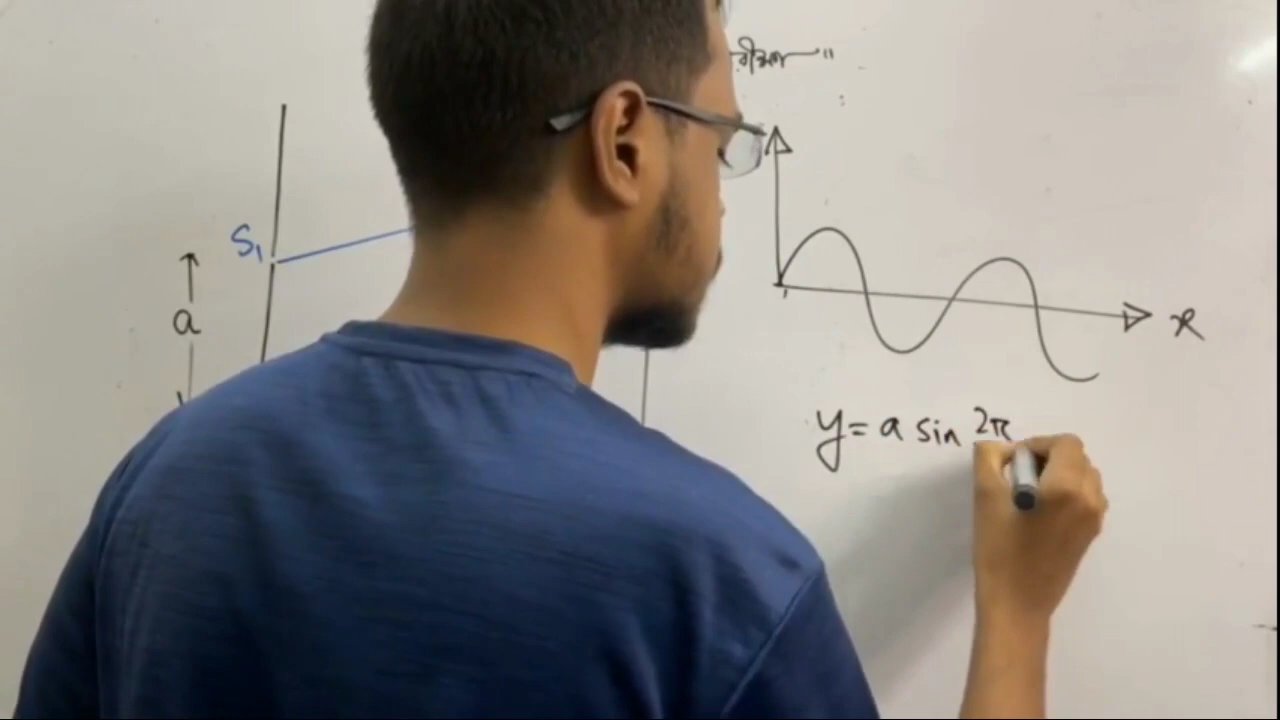 S₁
a
x
y = a sin 2π